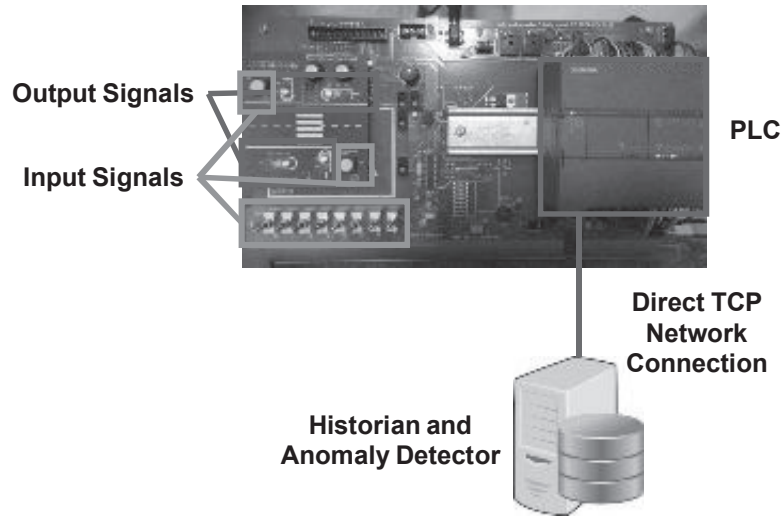 Output Signals
Input Signals
PLC
Direct TCP
Network
Connection
Historian and
Anomaly Detector